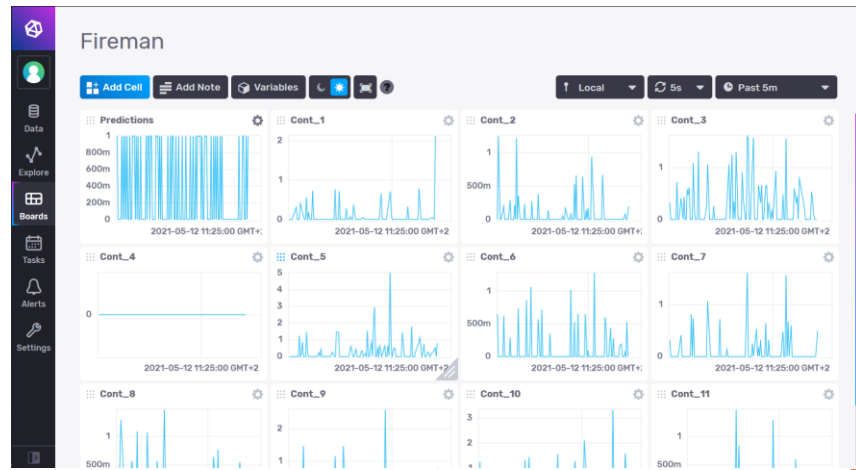 Fireman
Add Cell
Add Note
Variables
?
Local
5s
Past 5m
Data
Explore
Boards
Tasks
Alerts
Settings
Predictions
1
800m
600m
400m
200m
0
2021-05-12 11:25:00 GMT+
Cont_1
2
1
0
2021-05-12 11:25:00 GMT+2
Cont_2
1
500m
0
2021-05-12 11:25:00 GMT+
Cont_3
1
0
2021-05-12 11:25:00 GMT+2
Cont_4
0
2021-05-12 11:25:00 GMT+2
Cont_5
5
4
3
2
1
0
2021-05-12 11:25:00 GMT+2
Cont_6
1
500m
0
2021-05-12 11:25:00 GMT+
Cont_7
1
0
2021-05-12 11:25:00 GMT+2
Cont_8
1
500m
Cont_9
2
1
Cont_10
3
2
1
Cont_11
1
500m